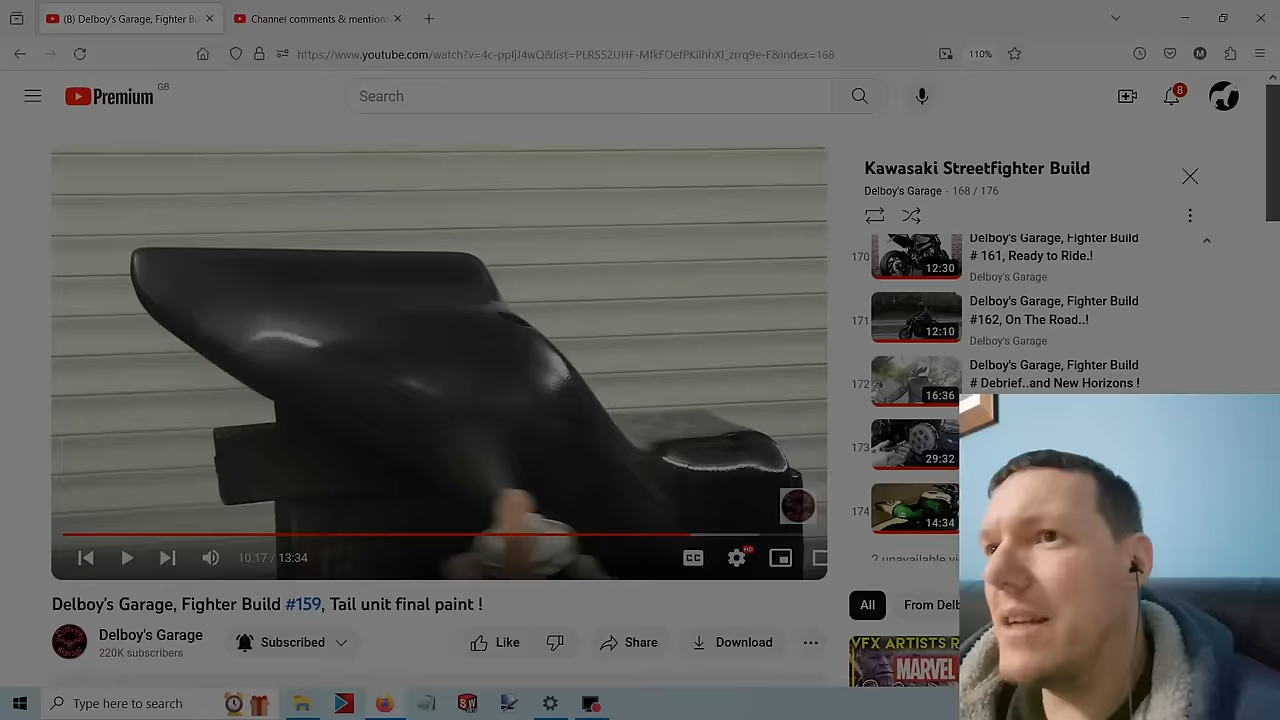 (8) Delboy's Garage, Fighter Bu
Channel comments & mention
https://www.youtube.com/watch?v=4c-ppIjJ4wQ&list=PLRS52UHF-MfkFOefPKIlhhXI_zrrq9e-F&index=168
110%
M
Premium
GB
Search
8
Kawasaki Streetfighter Build
Delboy's Garage - 168 / 176
170
12:30
Delboy's Garage, Fighter Build
# 161, Ready to Ride.!
Delboy's Garage
171
12:10
Delboy's Garage, Fighter Build
#162, On The Road..!
Delboy's Garage
172
16:36
Delboy's Garage, Fighter Build
# Debrief..and New Horizons !
173
29:32
174
14:34
2 unavailable vi
10.17 / 13:34
CC
HD
Delboy's Garage, Fighter Build #159, Tail unit final paint !
Delboy's Garage
220K subscribers
Subscribed
Like
Share
Download
All
From Delb
VFX ARTISTS R
MARVEL
Type here to search
SW